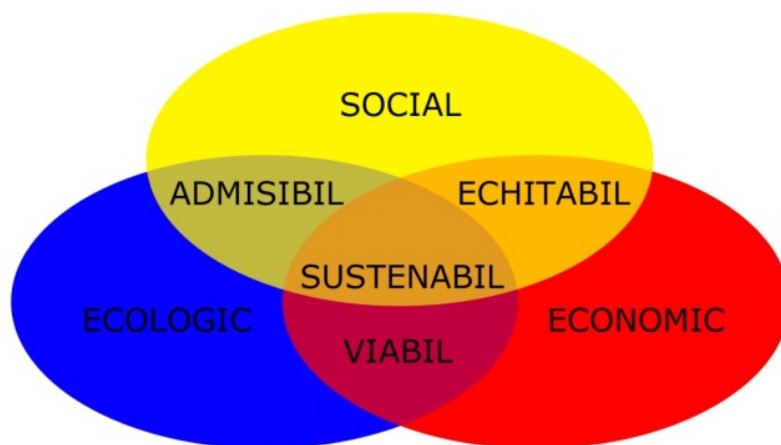 SOCIAL
ADMISIBIL
ECHITABIL
SUSTENABIL
ECOLOGIC
ECONOMIC
VIABIL